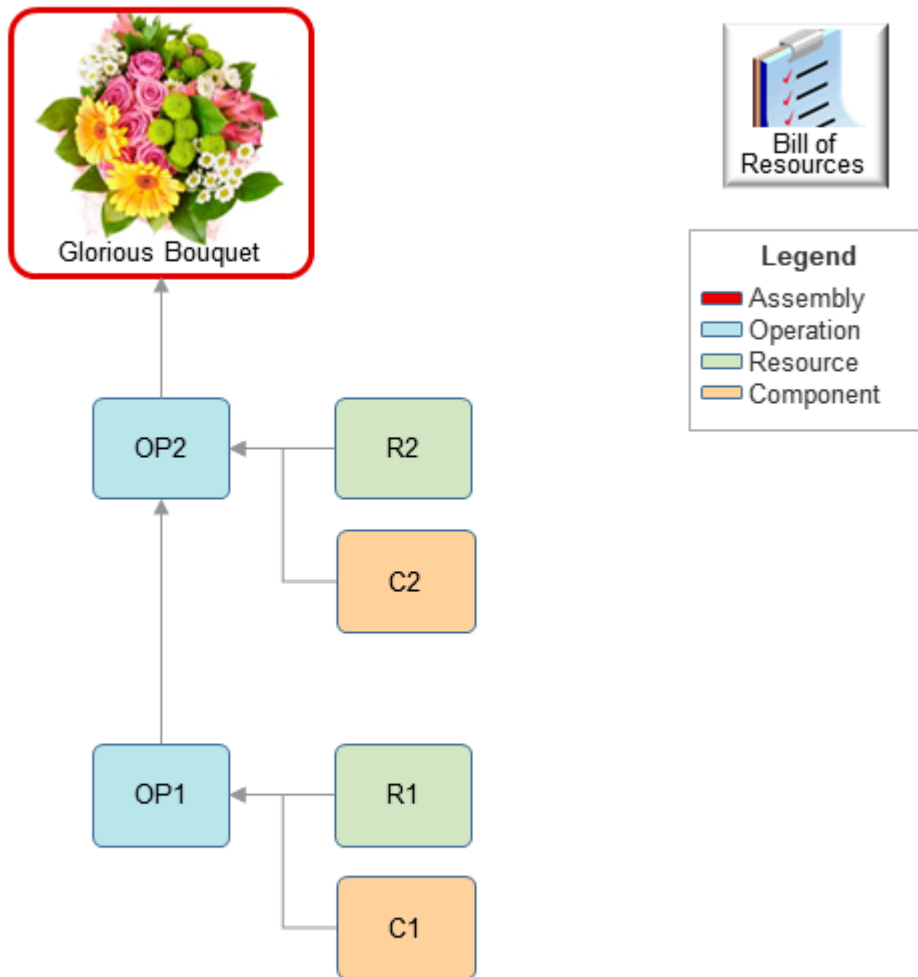 Glorious Bouquet
Bill of
Resources
Legend
Assembly
Operation
Resource
Component
OP2
R2
C2
OP1
R1
C1